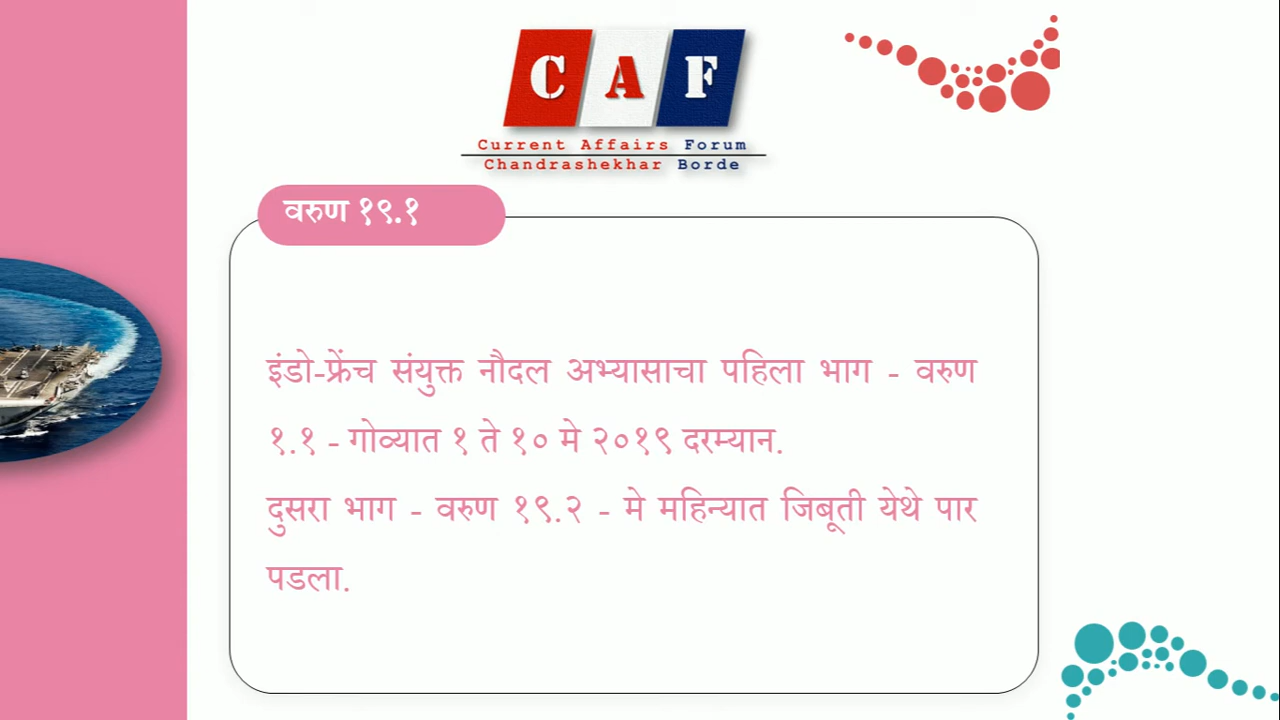 C A F
Current Affairs Forum
Chandrashekhar Borde
वरुण १९.१
इंडो-फ्रेंच संयुक्त नौदल अभ्यासाचा पहिला भाग - वरुण
१.१ - गोव्यात १ ते १० मे २०१९ दरम्यान.
दुसरा भाग - वरुण १९.२ - मे महिन्यात जिबूती येथे पार
पडला.